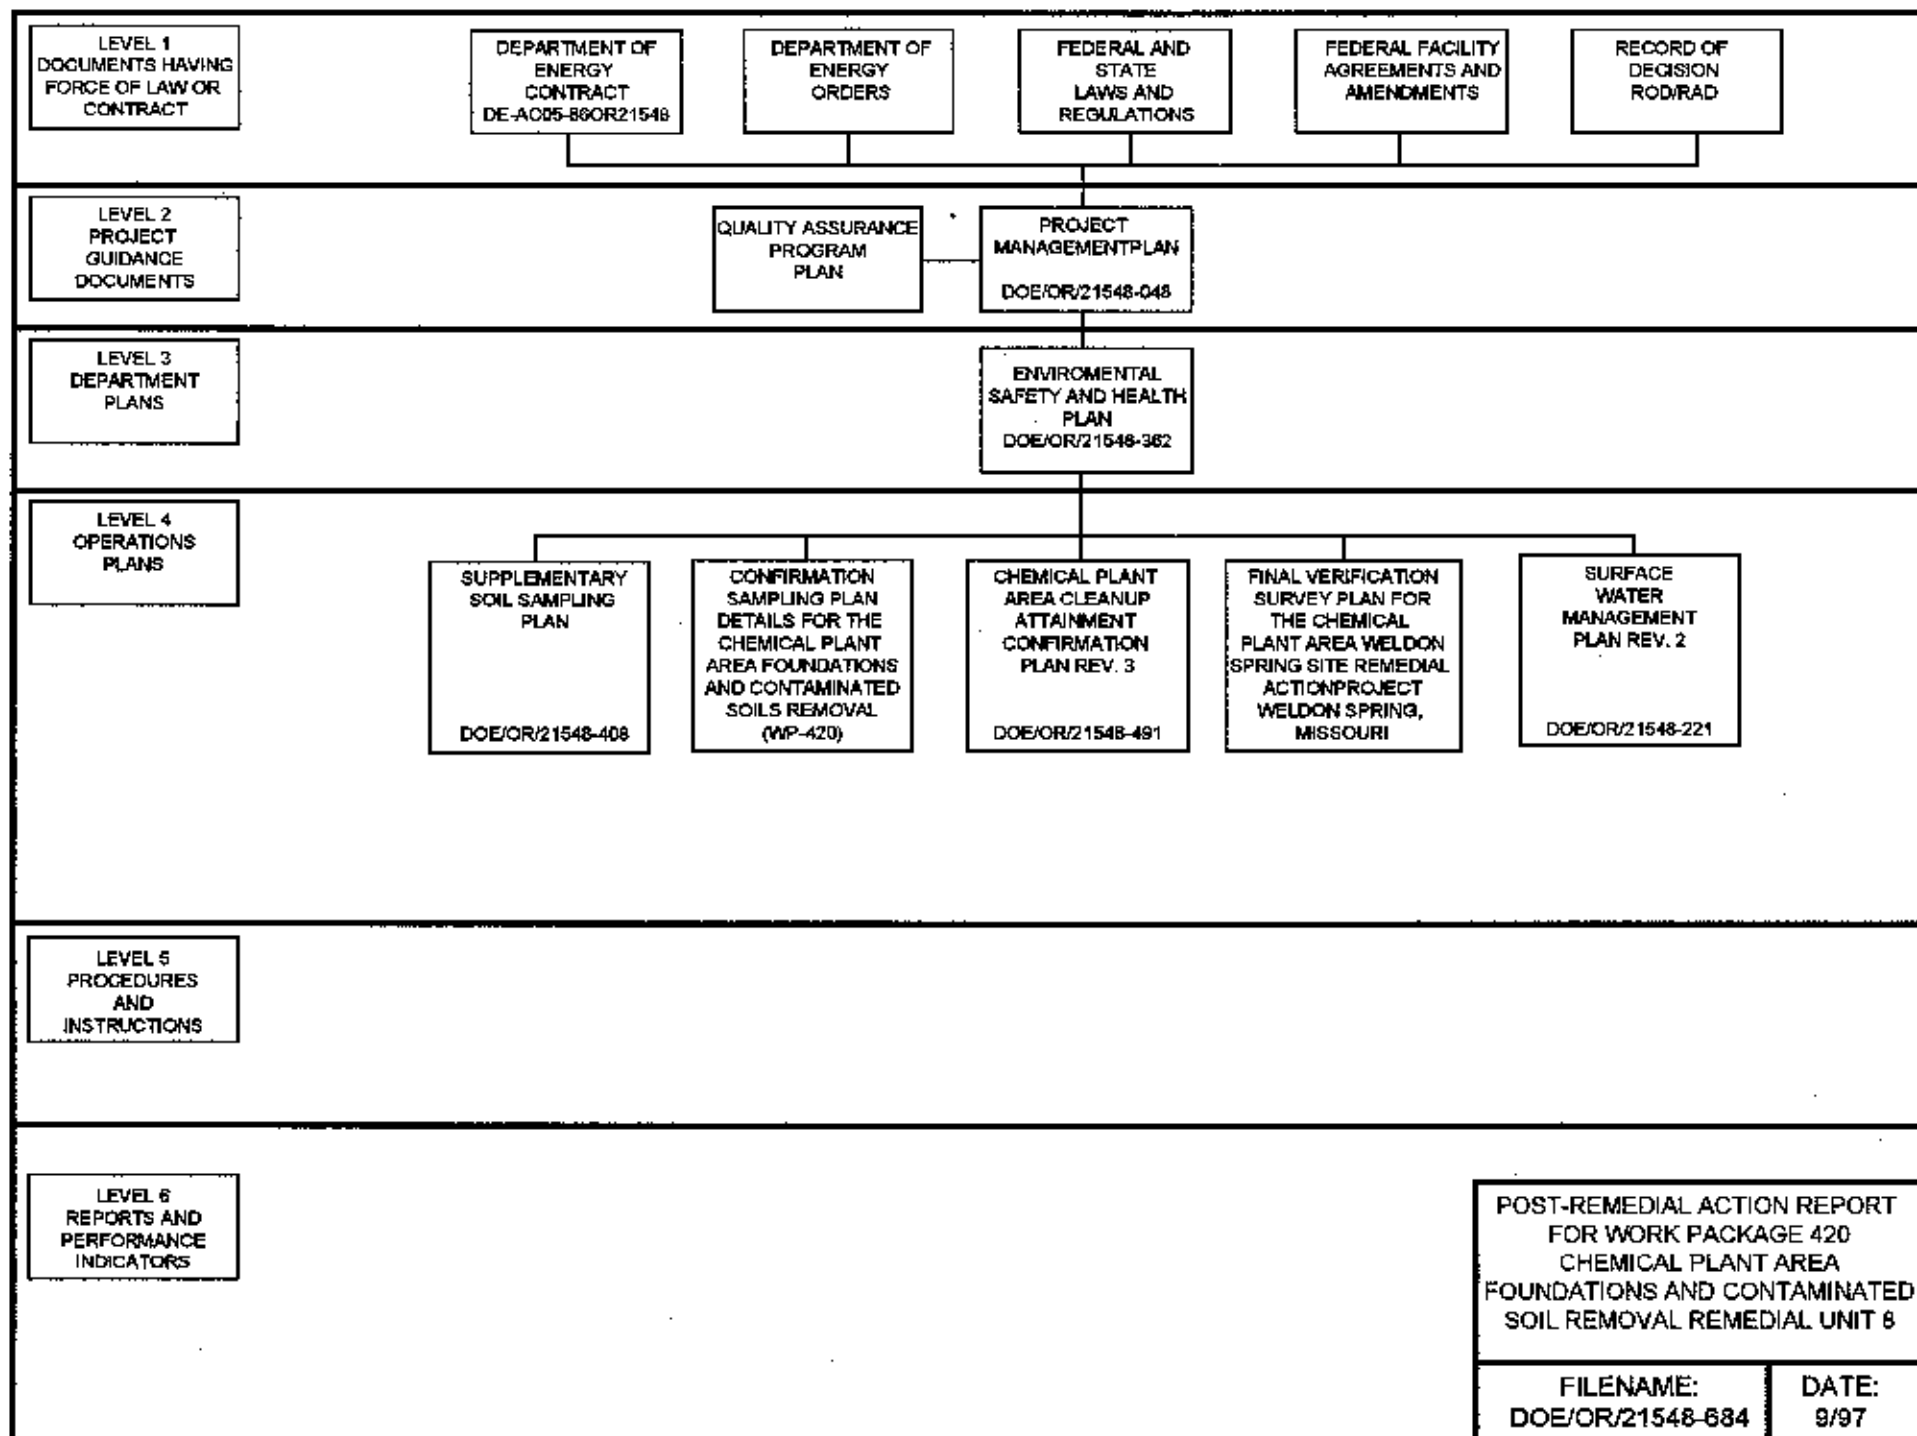 LEVEL 1
DOCUMENTS HAVING
FORCE OF LAW OR
CONTRACT
DEPARTMENT OF
ENERGY
CONTRACT
DE-AC05-86OR21548
DEPARTMENT OF
ENERGY
ORDERS
FEDERAL AND
STATE
LAWS AND
REGULATIONS
FEDERAL FACILITY
AGREEMENTS AND
AMENDMENTS
RECORD OF
DECISION
ROD/RAD
LEVEL 2
PROJECT
GUIDANCE
DOCUMENTS
QUALITY ASSURANCE
PROGRAM
PLAN
PROJECT
MANAGEMENTPLAN
DOE/OR/21548-048
LEVEL 3
DEPARTMENT
PLANS
ENVIROMENTAL
SAFETY AND HEALTH
PLAN
DOE/OR/21548-362
LEVEL 4
OPERATIONS
PLANS
SUPPLEMENTARY
SOIL SAMPLING
PLAN
DOE/OR/21548-408
CONFIRMATION
SAMPLING PLAN
DETAILS FOR THE
CHEMICAL PLANT
AREA FOUNDATIONS
AND CONTAMINATED
SOILS REMOVAL
(WP-420)
CHEMICAL PLANT
AREA CLEANUP
ATTAINMENT
CONFIRMATION
PLAN REV. 3
DOE/OR/21548-491
FINAL VERIFICATION
SURVEY PLAN FOR
THE CHEMICAL
PLANT AREA WELDON
SPRING SITE REMEDIAL
ACTIONPROJECT
WELDON SPRING,
MISSOURI
SURFACE
WATER
MANAGEMENT
PLAN REV. 2
DOE/OR/21548-221
LEVEL 5
PROCEDURES
AND
INSTRUCTIONS
LEVEL 6
REPORTS AND
PERFORMANCE
INDICATORS
POST-REMEDIAL ACTION REPORT
FOR WORK PACKAGE 420
CHEMICAL PLANT AREA
FOUNDATIONS AND CONTAMINATED
SOIL REMOVAL REMEDIAL UNIT 8
FILENAME:
DOE/OR/21548-684
DATE:
9/97